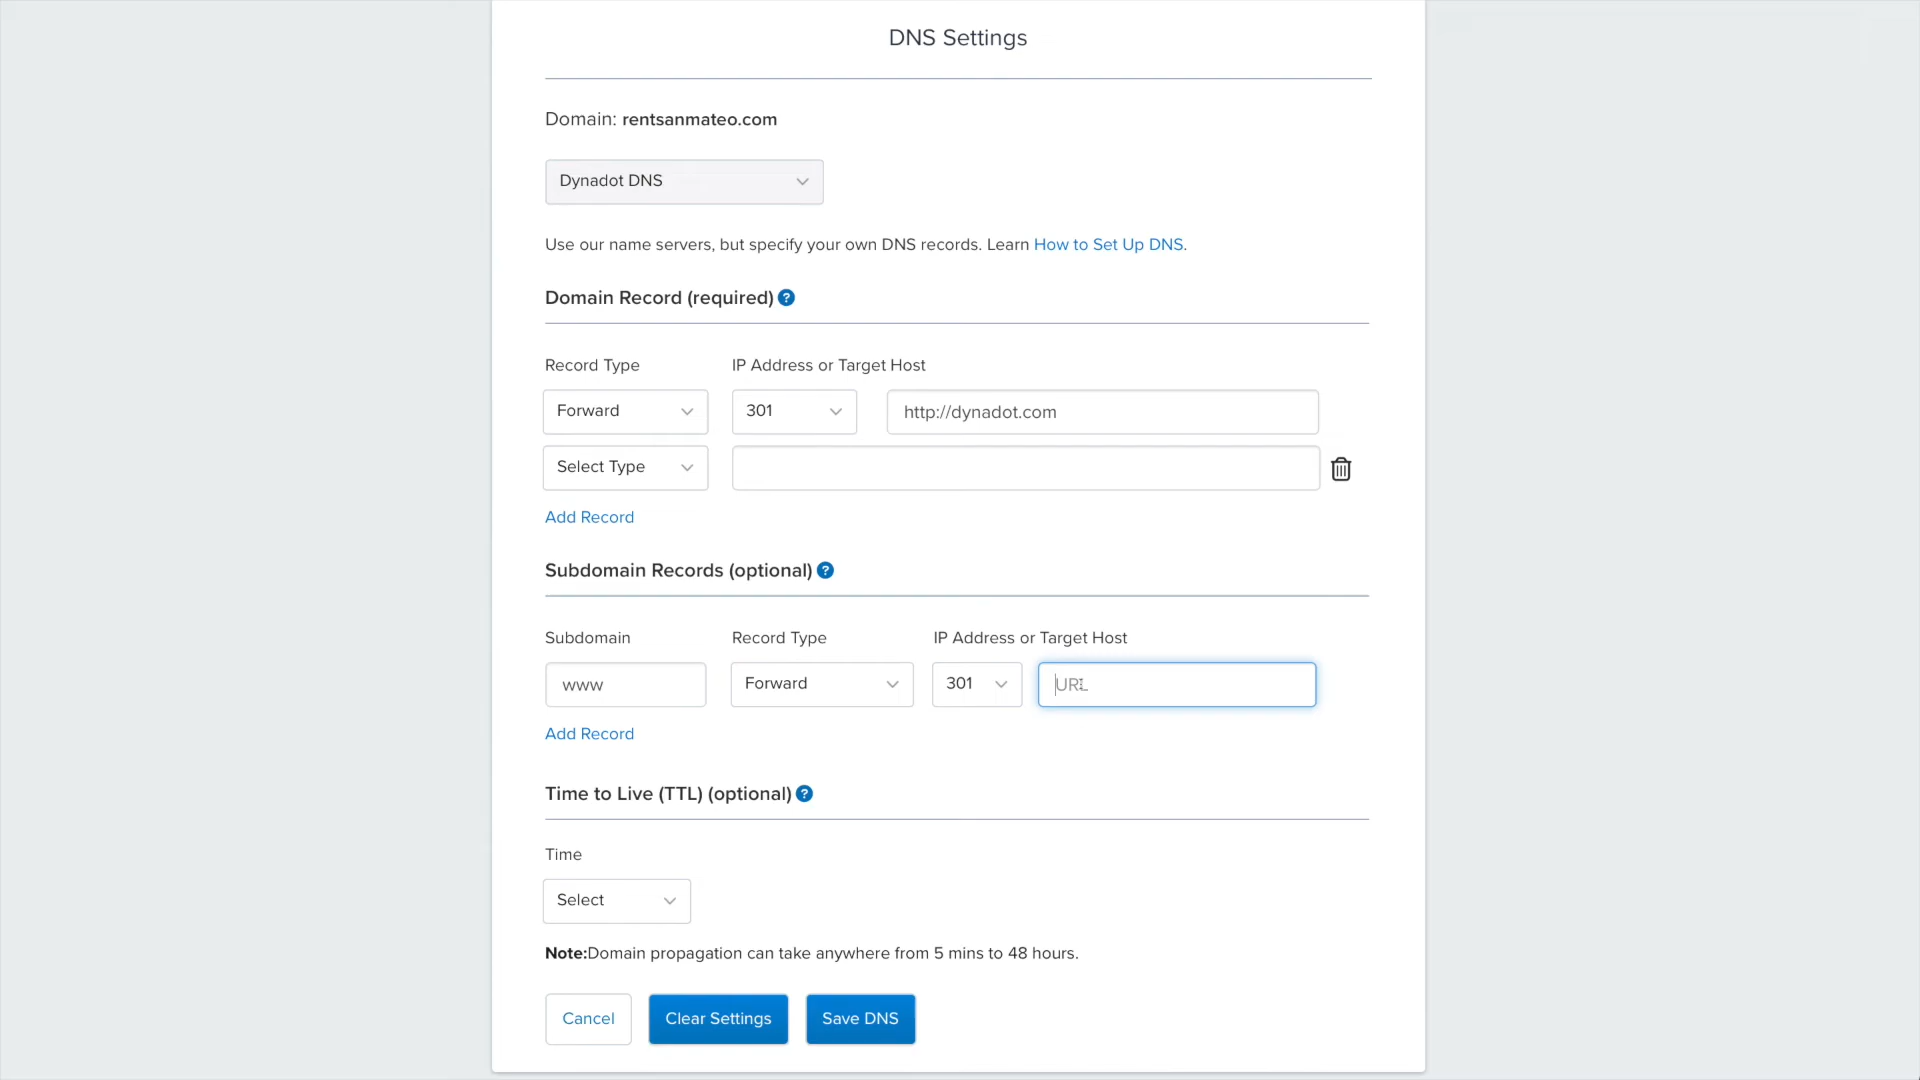 DNS Settings
Domain: rentsanmateo.com
Dynadot DNS
Use our name servers, but specify your own DNS records. Learn How to Set Up DNS.
Domain Record (required) ?
Record Type IP Address or Target Host
Forward 301 http://dynadot.com
Select Type
Add Record
Subdomain Records (optional) ?
Subdomain Record Type IP Address or Target Host
www Forward 301 URL
Add Record
Time to Live (TTL) (optional) ?
Time
Select
Note:Domain propagation can take anywhere from 5 mins to 48 hours.
Cancel Clear Settings Save DNS